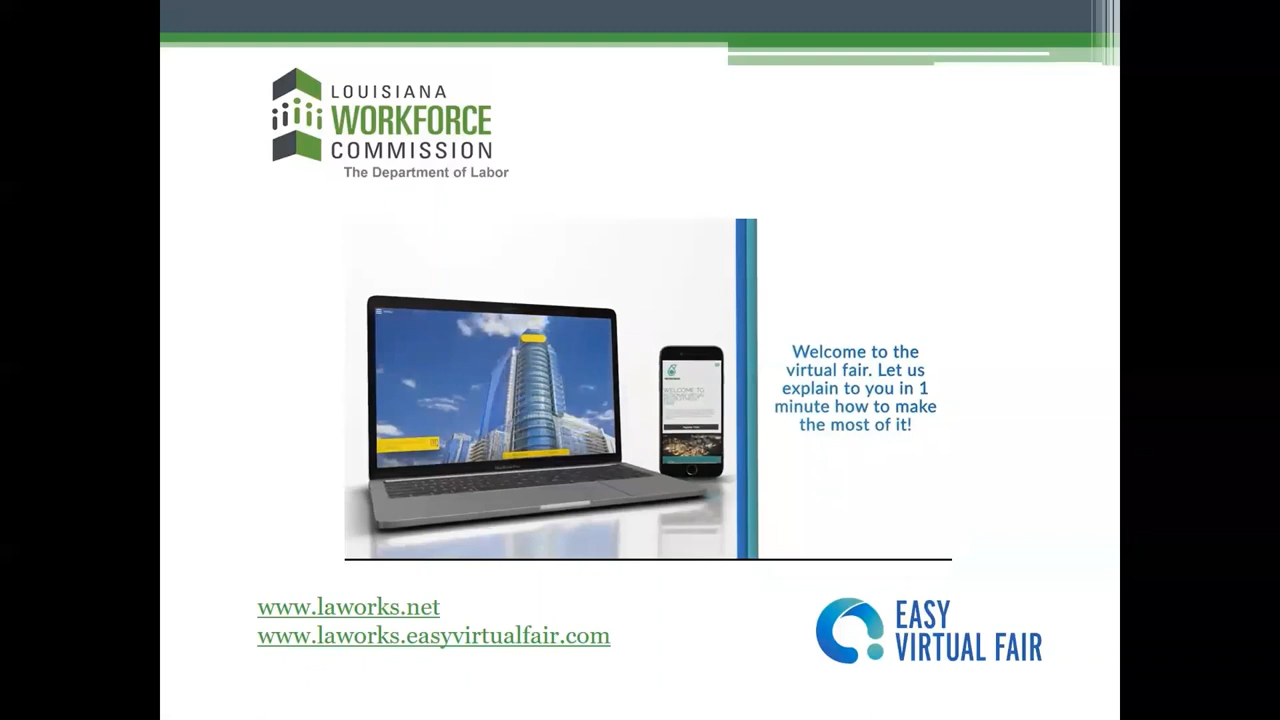 LOUISIANA
WORKFORCE
COMMISSION
The Department of Labor
Welcome to the
virtual fair. Let us
explain to you in 1
minute how to make
the most of it!
www.laworks.net
www.laworks.easyvirtualfair.com
EASY
VIRTUAL FAIR